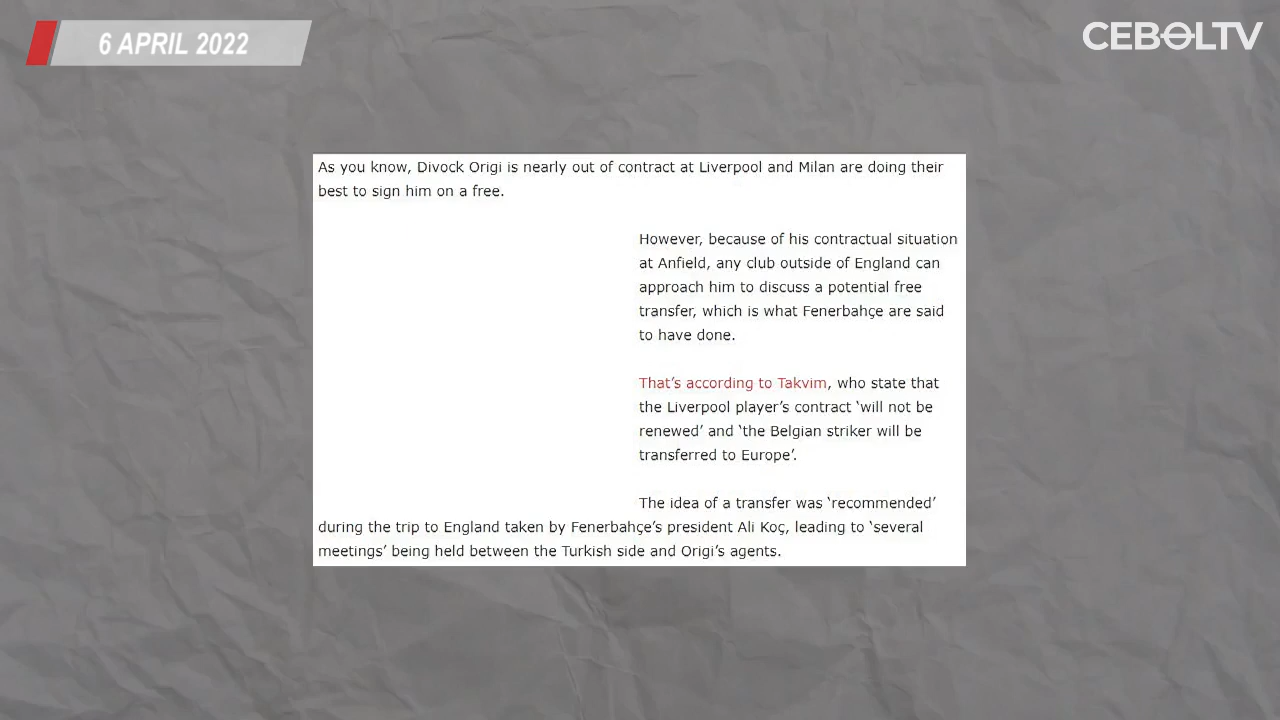 6 APRIL 2022
CEBOLTV
As you know, Divock Origi is nearly out of contract at Liverpool and Milan are doing their
best to sign him on a free.
However, because of his contractual situation
at Anfield, any club outside of England can
approach him to discuss a potential free
transfer, which is what Fenerbahçe are said
to have done.
That’s according to Takvim, who state that
the Liverpool player’s contract ‘will not be
renewed’ and ‘the Belgian striker will be
transferred to Europe’.
The idea of a transfer was ‘recommended’
during the trip to England taken by Fenerbahçe’s president Ali Koç, leading to ‘several
meetings’ being held between the Turkish side and Origi’s agents.